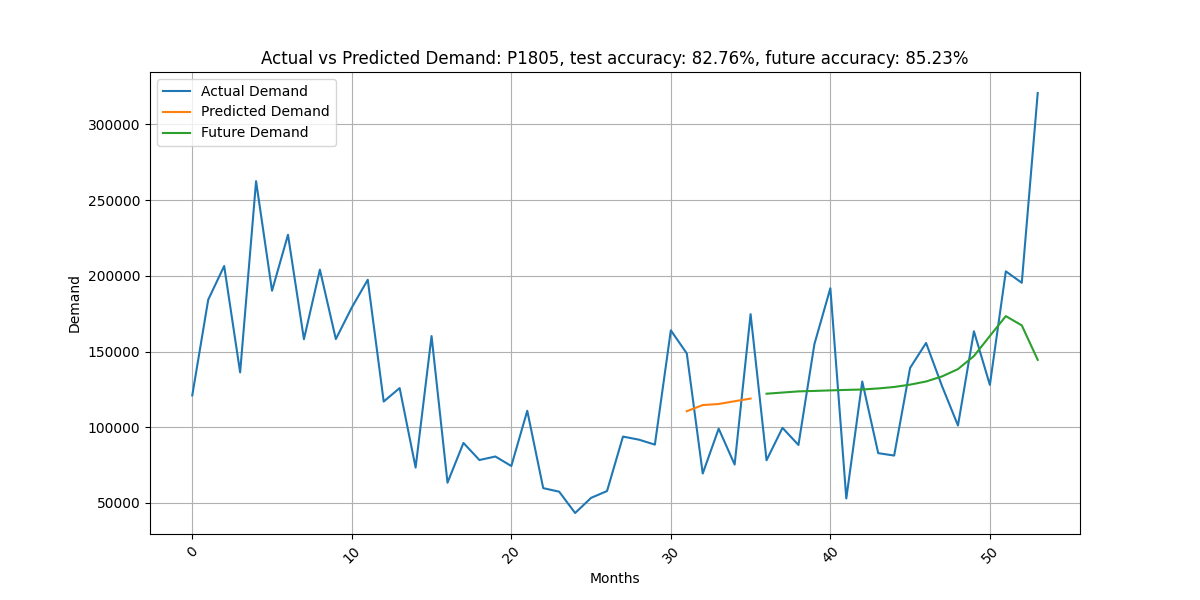 Actual vs Predicted Demand: P1805, test accuracy: 82.76%, future accuracy: 85.23%
Actual Demand
Predicted Demand
Future Demand
300000
250000
200000
150000
100000
50000
Demand
0
10
20
30
40
50
Months